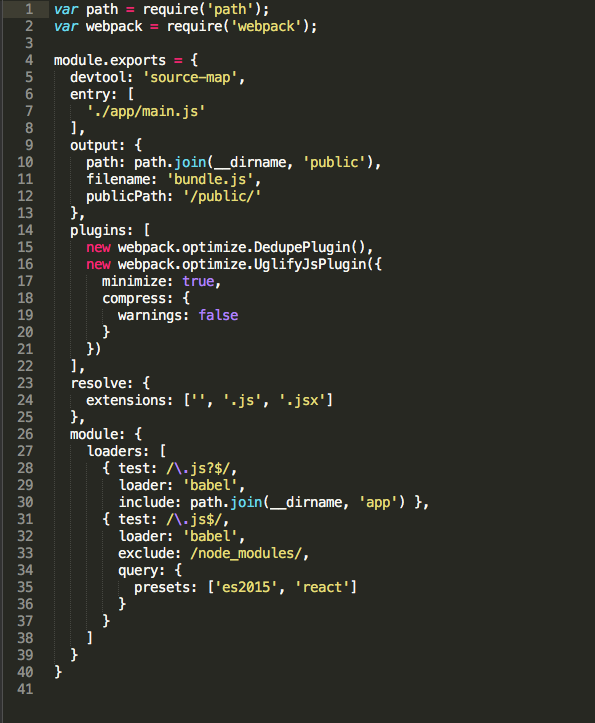 1 var path = require('path');
2 var webpack = require('webpack');
3
4 module.exports = {
5   devtool: 'source-map',
6   entry: [
7     './app/main.js'
8   ],
9   output: {
10     path: path.join(__dirname, 'public'),
11     filename: 'bundle.js',
12     publicPath: '/public/'
13   },
14   plugins: [
15     new webpack.optimize.DedupePlugin(),
16     new webpack.optimize.UglifyJsPlugin({
17       minimize: true,
18       compress: {
19         warnings: false
20       }
21     })
22   ],
23   resolve: {
24     extensions: ['', '.js', '.jsx']
25   },
26   module: {
27     loaders: [
28       { test: /\.js?$/,
29         loader: 'babel',
30         include: path.join(__dirname, 'app') },
31       { test: /\.js$/,
32         loader: 'babel',
33         exclude: /node_modules/,
34         query: {
35           presets: ['es2015', 'react']
36         }
37       }
38     ]
39   }
40 }
41